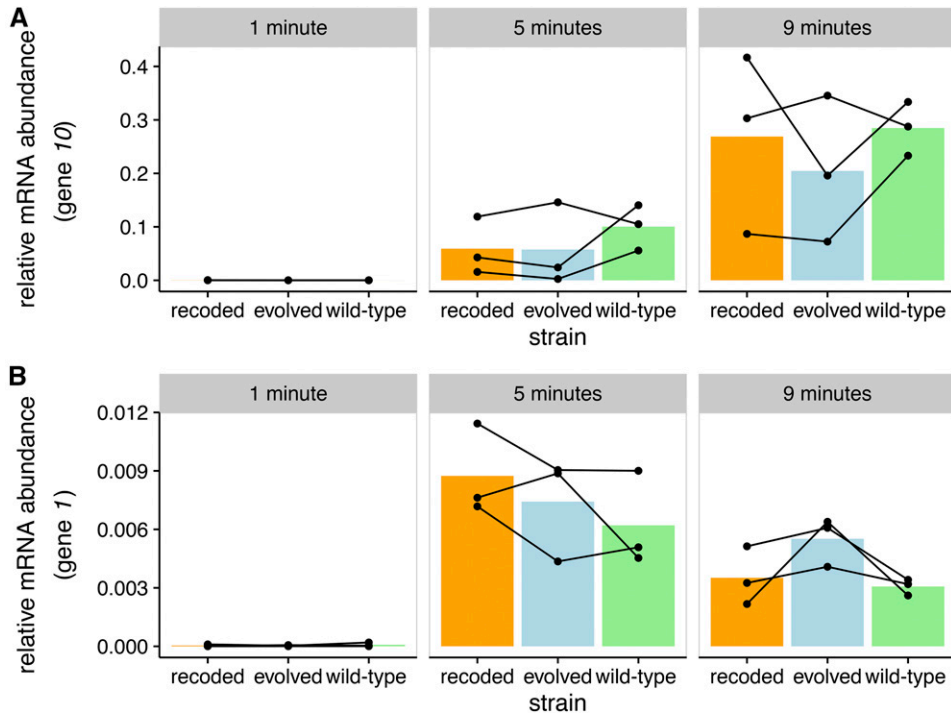 A
1 minute
5 minutes
9 minutes
relative mRNA abundance
(gene 10)
0.4
0.3
0.2
0.1
0.0
recoded evolved wild-type
recoded evolved wild-type
recoded evolved wild-type
strain
B
1 minute
5 minutes
9 minutes
relative mRNA abundance
(gene 1)
0.012
0.009
0.006
0.003
0.000
recoded evolved wild-type
recoded evolved wild-type
recoded evolved wild-type
strain